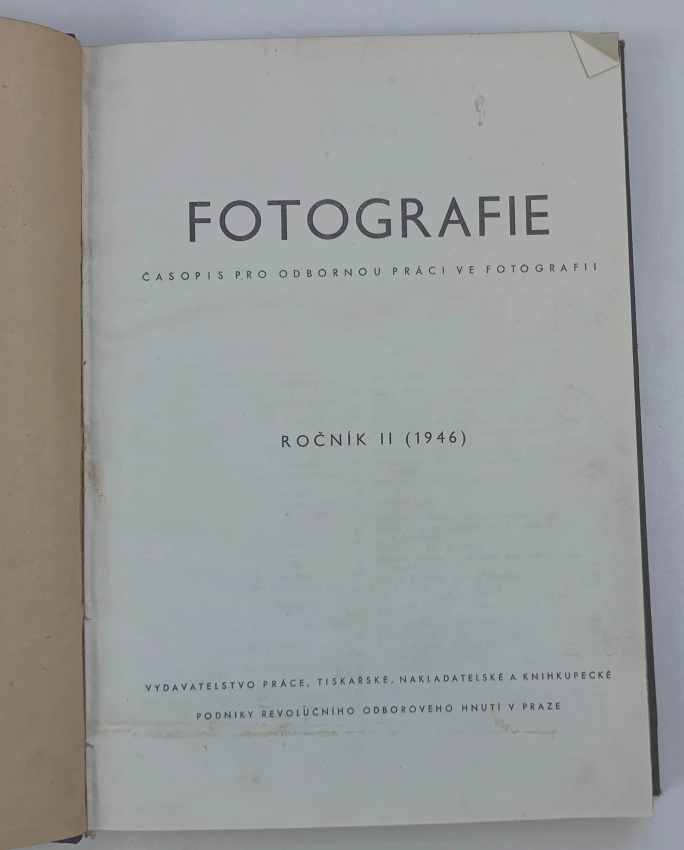 FOTOGRAFIE
ČASOPIS PRO ODBORNOU PRÁCI VE FOTOGRAFII
ROČNÍK II (1946)
VYDAVATELSTVO PRÁCE, TISKAŘSKÉ, NAKLADATELSKÉ A KNIHKUPECKÉ
PODNIKY REVOLUČNÍHO ODBOROVÉHO HNUTÍ V PRAZE